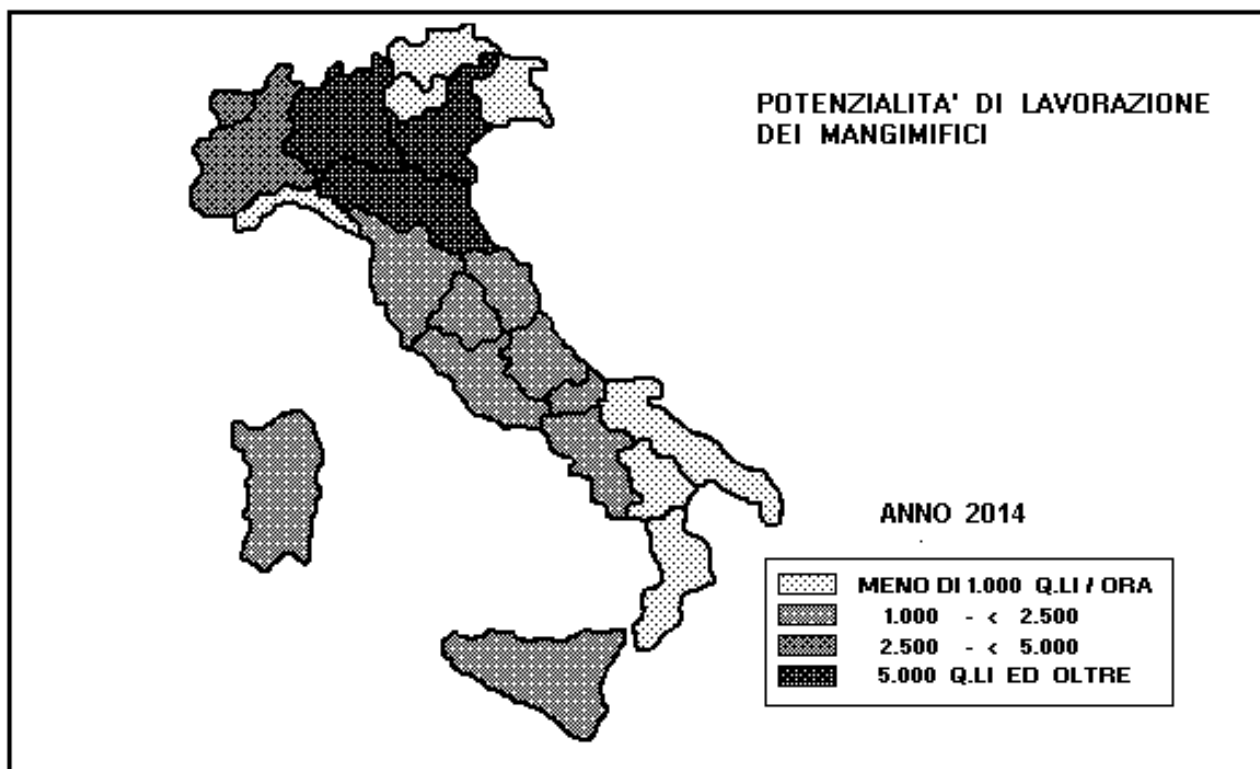 POTENZIALITA' DI LAVORAZIONE
DEI MANGIMIFICI
ANNO 2014
MENO DI 1.000 Q.LI / ORA
1.000 - < 2.500
2.500 - < 5.000
5.000 Q.LI ED OLTRE